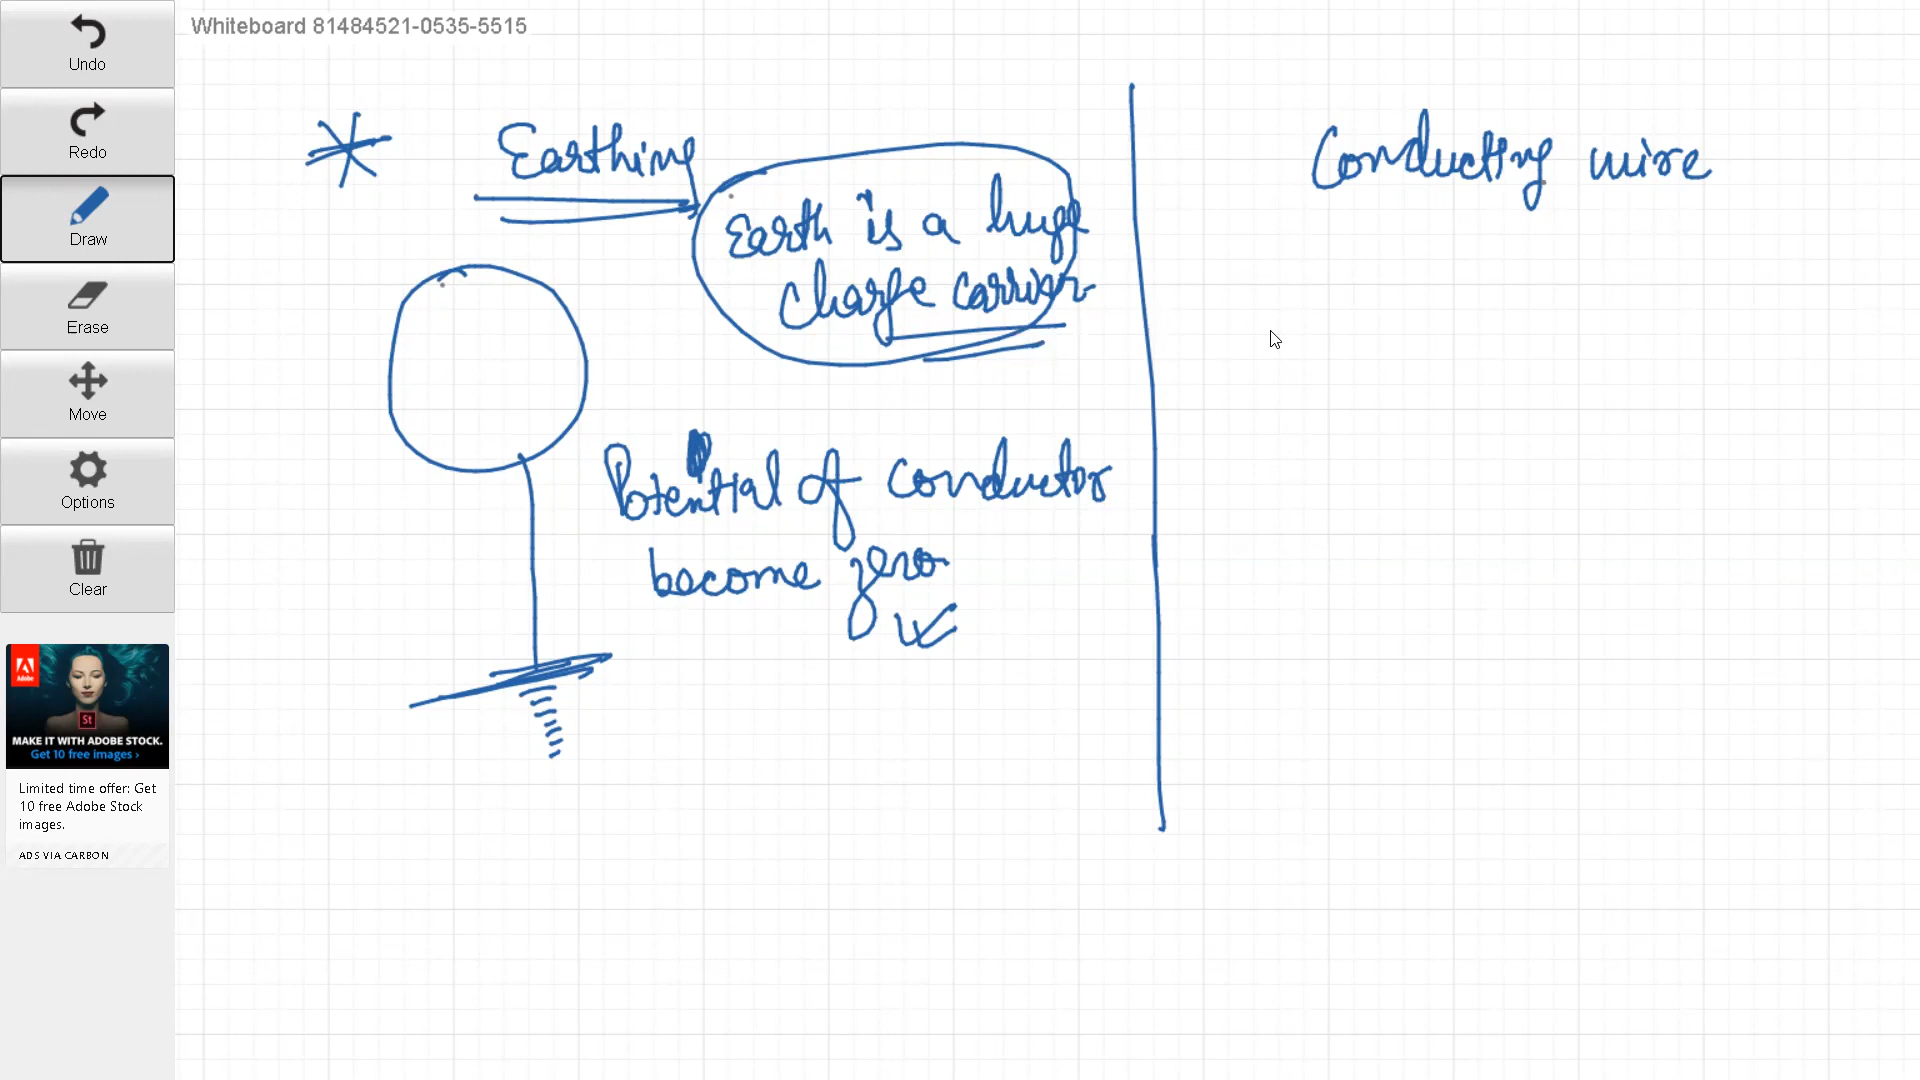 Whiteboard 81484521-0535-5515
Undo
Redo
Draw
Erase
Move
Options
Clear
Adobe
St
MAKE IT WITH ADOBE STOCK.
Get 10 free images ›
Limited time offer: Get
10 free Adobe Stock
images.
ADS VIA CARBON
Earthing
Earth is a huge
charge carrier
Potential of conductor
become zero
Conducting wire